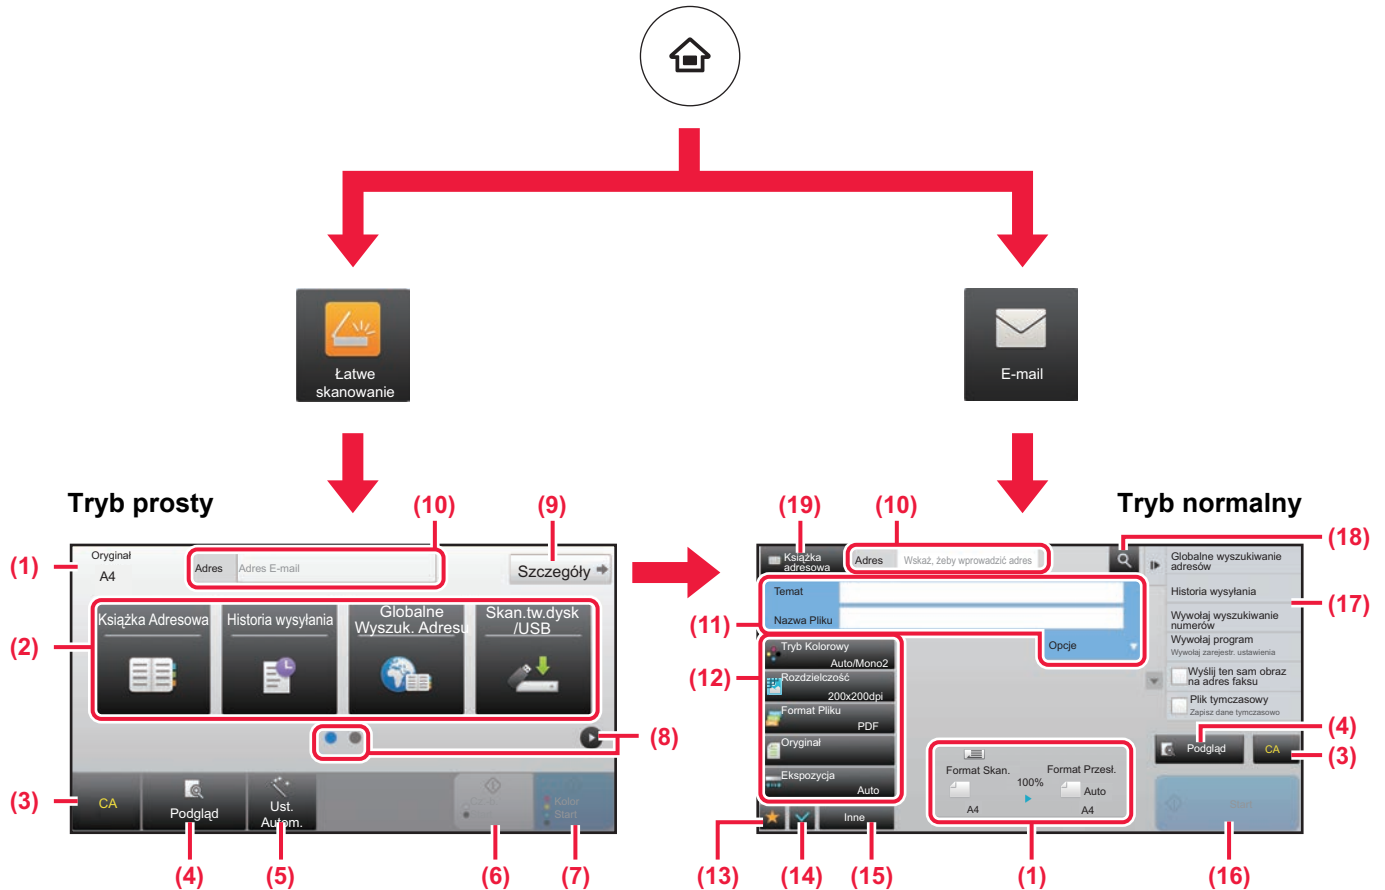 Łatwe
skanowanie
E-mail
Tryb prosty
(10)
(9)
(1)
Oryginał
A4
Adres
Adres E-mail
Szczegóły
(2)
Książka Adresowa
Historia wysyłania
Globalne
Wyszuk. Adresu
Skan.tw.dysk
/USB
(8)
(3)
CA
Podgląd
Ust.
Autom.
Kolor
Start
(4)
(5)
(6)
(7)
Tryb normalny
(19)
(10)
(18)
Książka
adresowa
Adres
Wskaż, żeby wprowadzić adres
Globalne wyszukiwanie
adresów
Temat
Historia wysyłania
(17)
Nazwa Pliku
(11)
Wywołaj wyszukiwanie
numerów
Opcje
Wywołaj program
Wywołaj zarejestr. ustawienia
(12)
Tryb Kolorowy
Auto/Mono2
Rozdzielczość
200x200dpi
Format Pliku
PDF
Oryginał
Ekspozycja
Auto
Wyślij ten sam obraz
na adres faksu
Plik tymczasowy
Zapisz dane tymczasowo
(4)
Podgląd
CA
(3)
Format Skan.
100%
Format Przesł.
Auto
A4
A4
Inne
Start
(13)
(14)
(15)
(1)
(16)